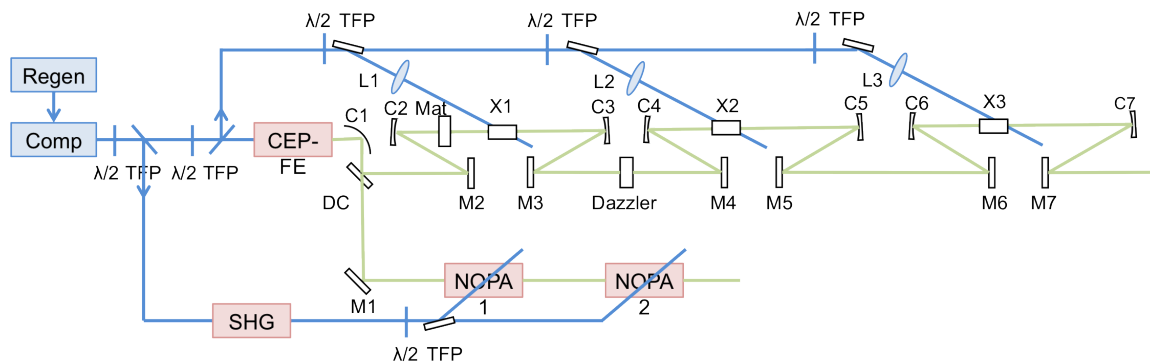 λ/2 TFP
λ/2 TFP
λ/2 TFP
L1
L2
L3
Regen
Comp
C1
C2
Mat
X1
C3
C4
X2
C5
C6
X3
C7
CEP-
FE
λ/2 TFP
λ/2 TFP
DC
M2
M3
Dazzler
M4
M5
M6
M7
M1
NOPA
1
NOPA
2
SHG
λ/2 TFP